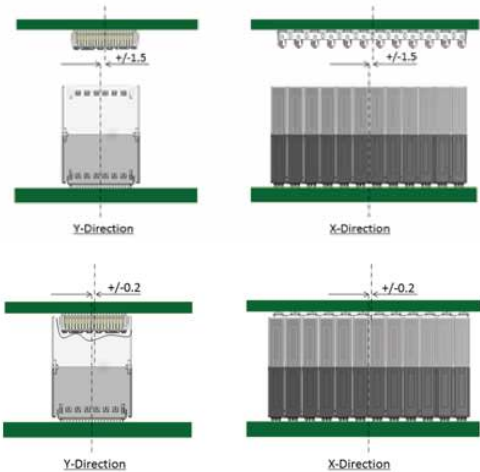 +/-1.5
+/-1.5
Y-Direction
X-Direction
+/-0.2
+/-0.2
Y-Direction
X-Direction